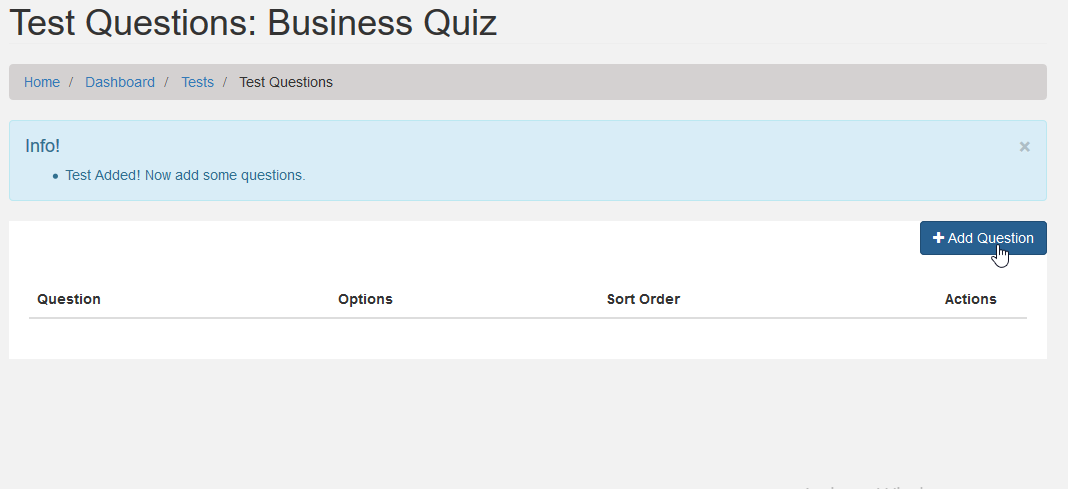 Test Questions: Business Quiz
Home / Dashboard / Tests / Test Questions
Info!
×
• Test Added! Now add some questions.
+ Add Question
Question Options Sort Order Actions